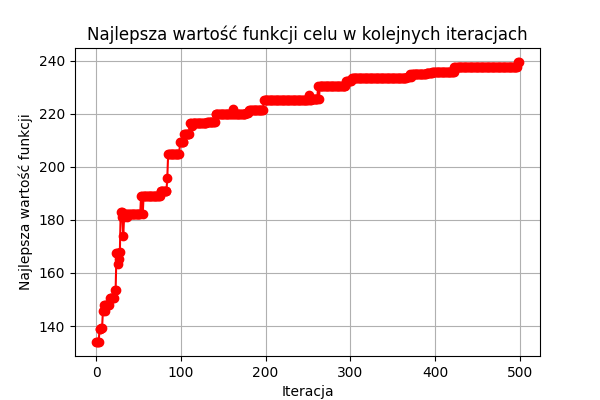 Najlepsza wartość funkcji celu w kolejnych iteracjach
Najlepsza wartość funkcji
240
220
200
180
160
140
0 100 200 300 400 500
Iteracja